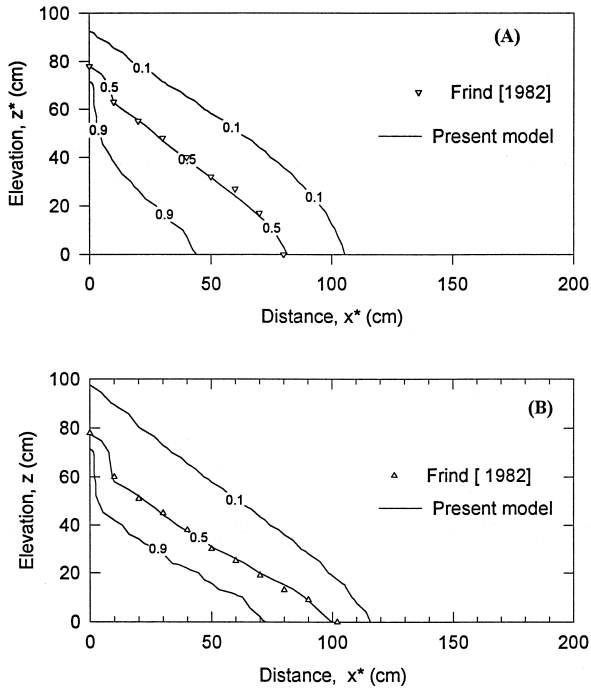 100
(A)
80
0.1
0.5
Frind [1982]
60
0.9
0.1
Present model
40
0.5
20
0.9
0.5
0
0 50 100 150 200
Elevation, z* (cm)
Distance, x* (cm)
100
(B)
80
60
Frind [ 1982]
0.1
Present model
40
0.5
0.9
20
0
0 50 100 150 200
Elevation, z (cm)
Distance, x* (cm)